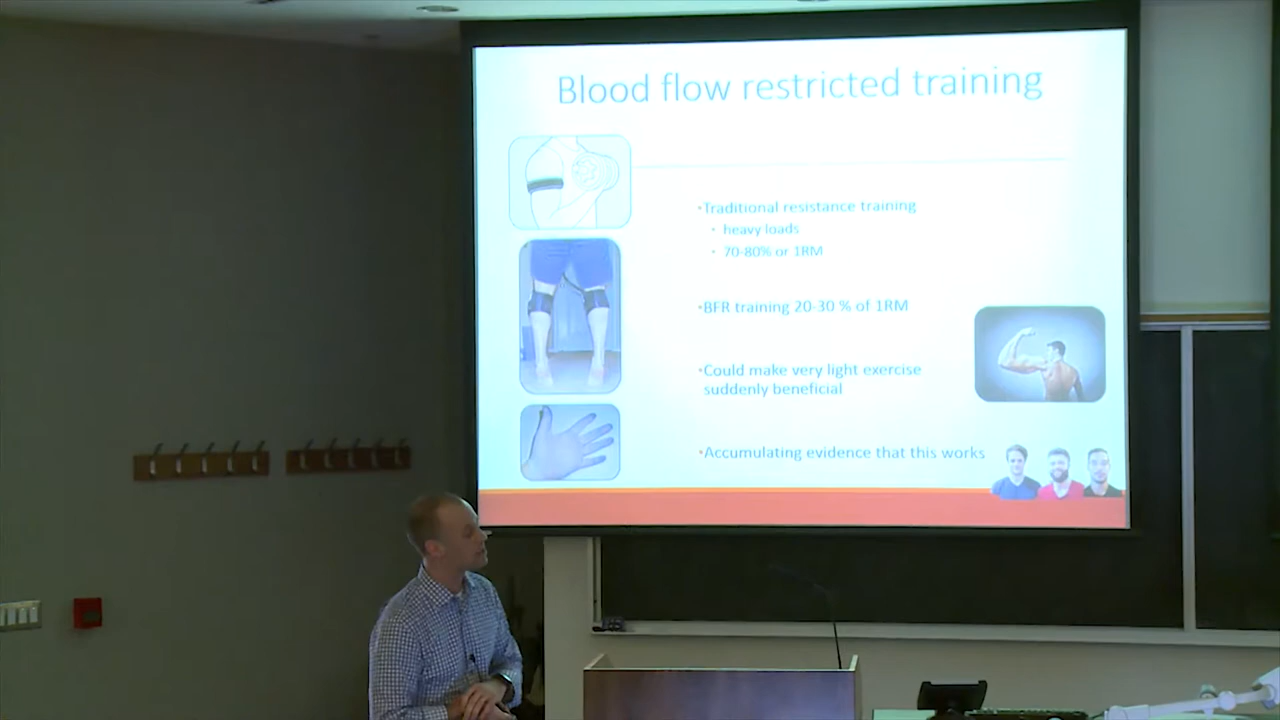 Blood flow restricted training
•Traditional resistance training
• heavy loads
• 70-80% or 1RM
•BFR training 20-30 % of 1RM
•Could make very light exercise
suddenly beneficial
•Accumulating evidence that this works